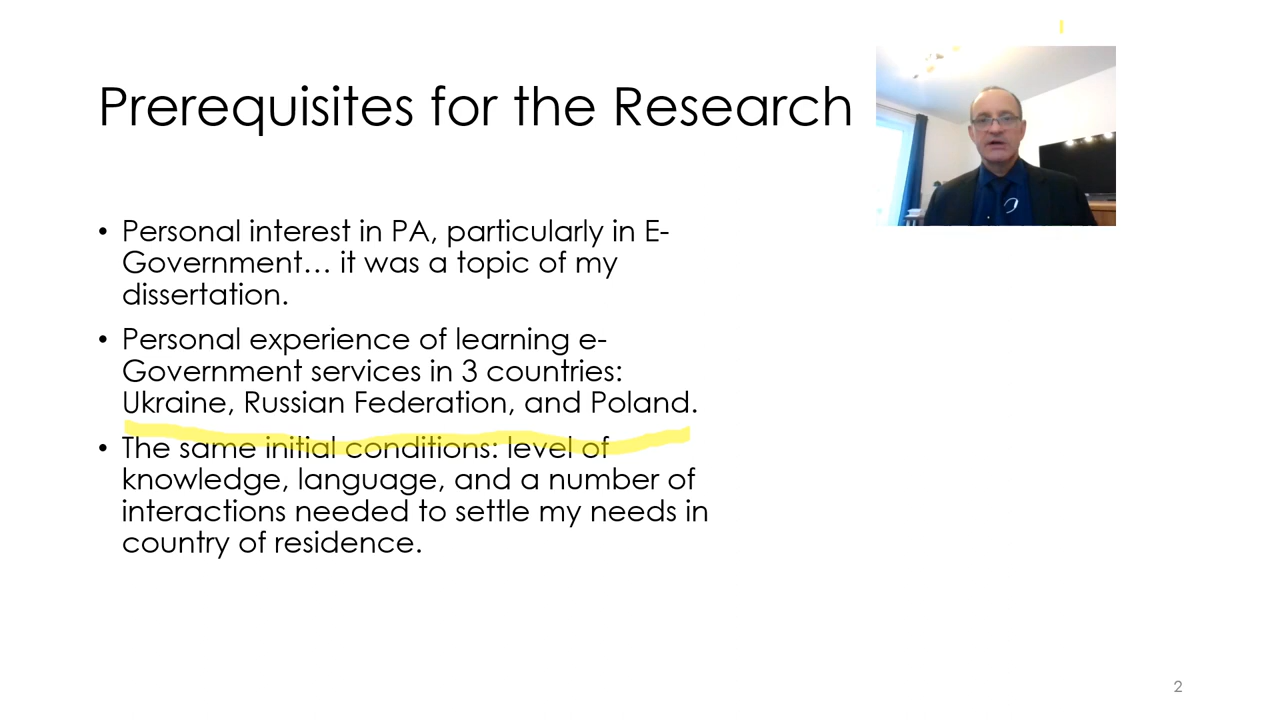 Prerequisites for the Research
• Personal interest in PA, particularly in E-
Government… it was a topic of my
dissertation.
• Personal experience of learning e-
Government services in 3 countries:
Ukraine, Russian Federation, and Poland.
• The same initial conditions: level of
knowledge, language, and a number of
interactions needed to settle my needs in
country of residence.
2